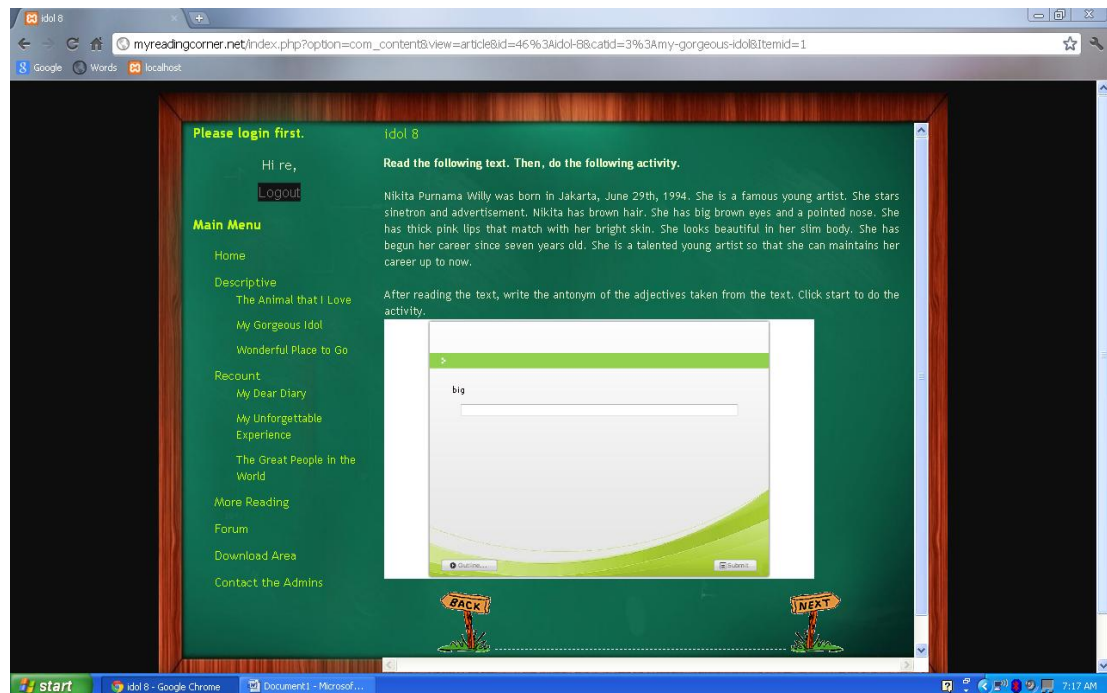 idol 8
myreadingcorner.net/index.php?option=com_content&view=article&id=46%3Aidol-8&catid=3%3Amy-gorgeous-idol&Itemid=1
Google Words localhost
Please login first.
Hi re,
Logout
Main Menu
Home
Descriptive
The Animal that I Love
My Gorgeous Idol
Wonderful Place to Go
Recount
My Dear Diary
My Unforgettable
Experience
The Great People in the
World
More Reading
Forum
Download Area
Contact the Admins
idol 8
Read the following text. Then, do the following activity.
Nikita Purnama Willy was born in Jakarta, June 29th, 1994. She is a famous young artist. She stars
sinetron and advertisement. Nikita has brown hair. She has big brown eyes and a pointed nose. She
has thick pink lips that match with her bright skin. She looks beautiful in her slim body. She has
begun her career since seven years old. She is a talented young artist so that she can maintains her
career up to now.
After reading the text, write the antonym of the adjectives taken from the text. Click start to do the
activity.
>
big
Outline...
Submit
BACK
NEXT
start
idol 8 - Google Chrome
Document1 - Microsof...
7:17 AM